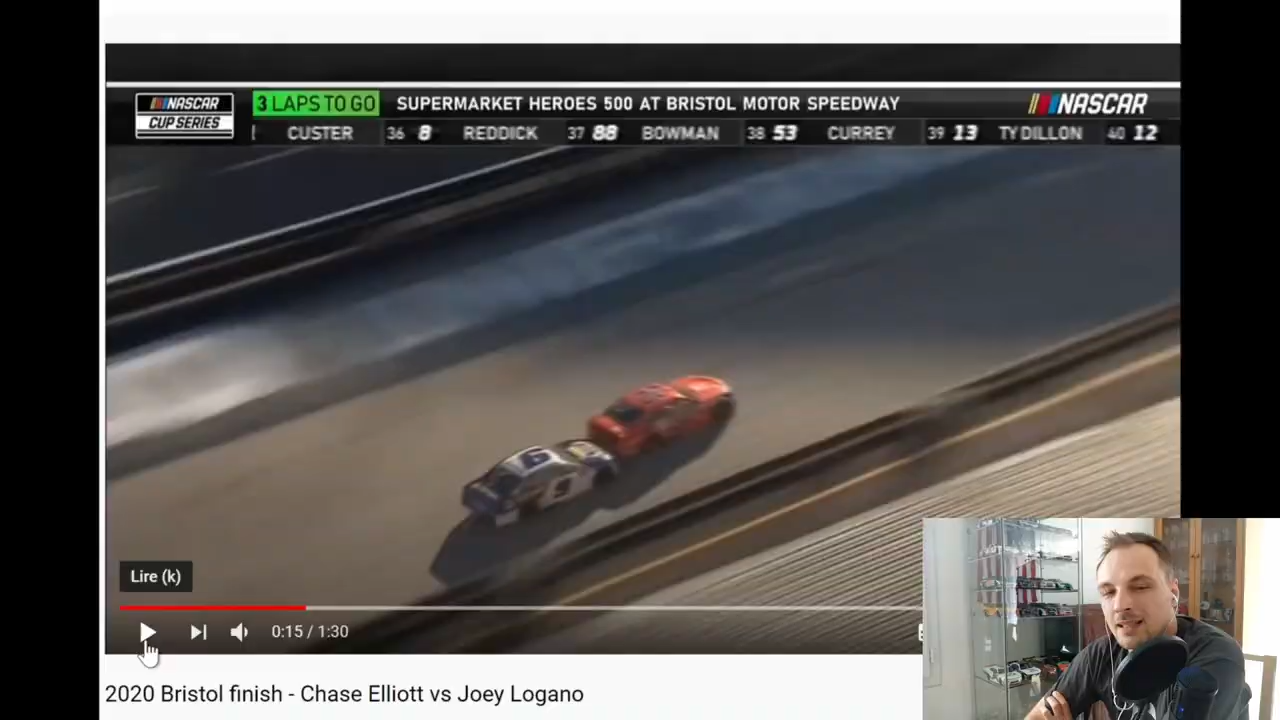 NASCAR
CUP SERIES
3 LAPS TO GO
SUPERMARKET HEROES 500 AT BRISTOL MOTOR SPEEDWAY
NASCAR
CUSTER 36 8 REDDICK 37 88 BOWMAN 38 53 CURREY 39 13 TY DILLON 40 12
9
9
Lire (k)
0:15 / 1:30
2020 Bristol finish - Chase Elliott vs Joey Logano